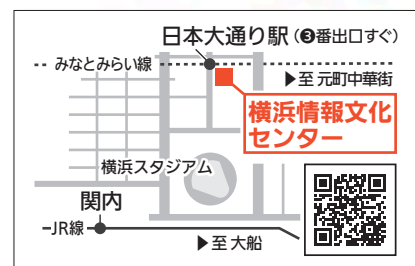 日本大通り駅(❸番出口すぐ)
みなとみらい線
▶至 元町中華街
横浜情報文化
センター
横浜スタジアム
関内
JR線
▶至 大船